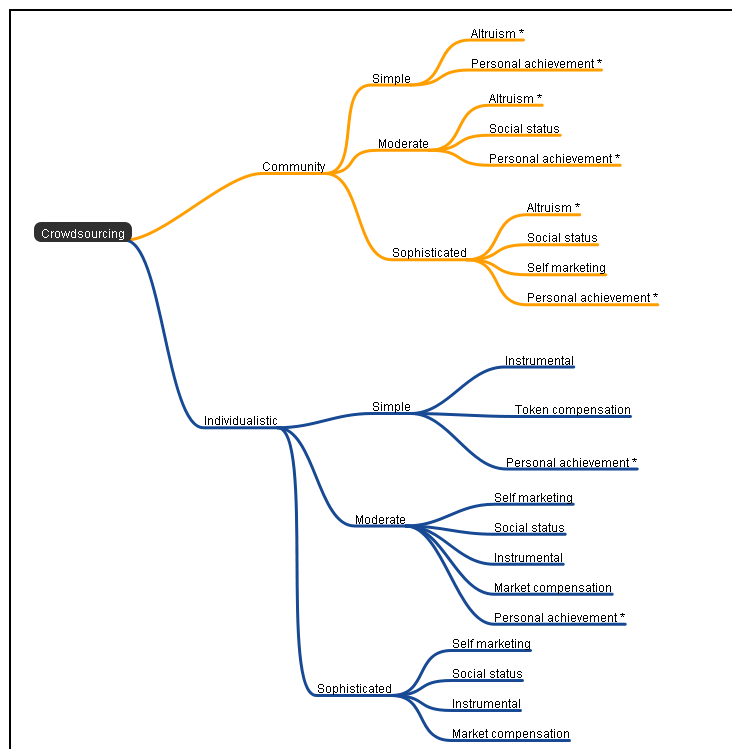 Crowdsourcing
Community
Simple
Altruism *
Personal achievement *
Moderate
Altruism *
Social status
Personal achievement *
Sophisticated
Altruism *
Social status
Self marketing
Personal achievement *
Individualistic
Simple
Instrumental
Token compensation
Personal achievement *
Moderate
Self marketing
Social status
Instrumental
Market compensation
Personal achievement *
Sophisticated
Self marketing
Social status
Instrumental
Market compensation